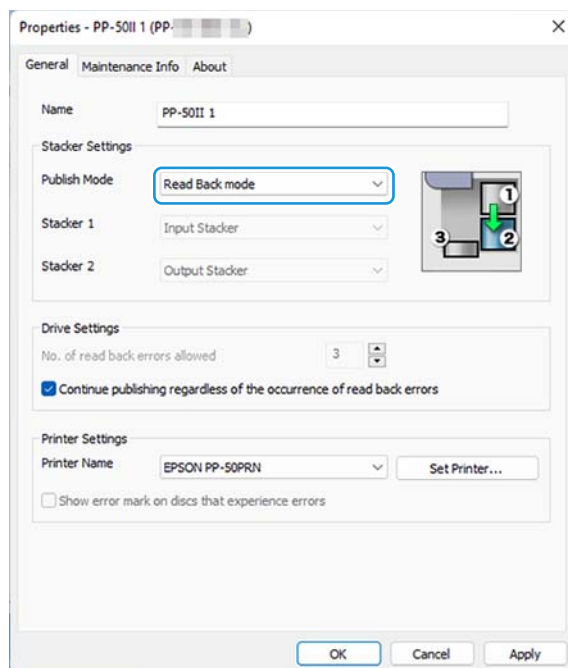 Properties - PP-50II 1 (PP-          )
General Maintenance Info About
Name PP-50II 1
Stacker Settings
Publish Mode Read Back mode
Stacker 1 Input Stacker
Stacker 2 Output Stacker
1
3 2
Drive Settings
No. of read back errors allowed 3
Continue publishing regardless of the occurrence of read back errors
Printer Settings
Printer Name EPSON PP-50PRN Set Printer...
Show error mark on discs that experience errors
OK Cancel Apply